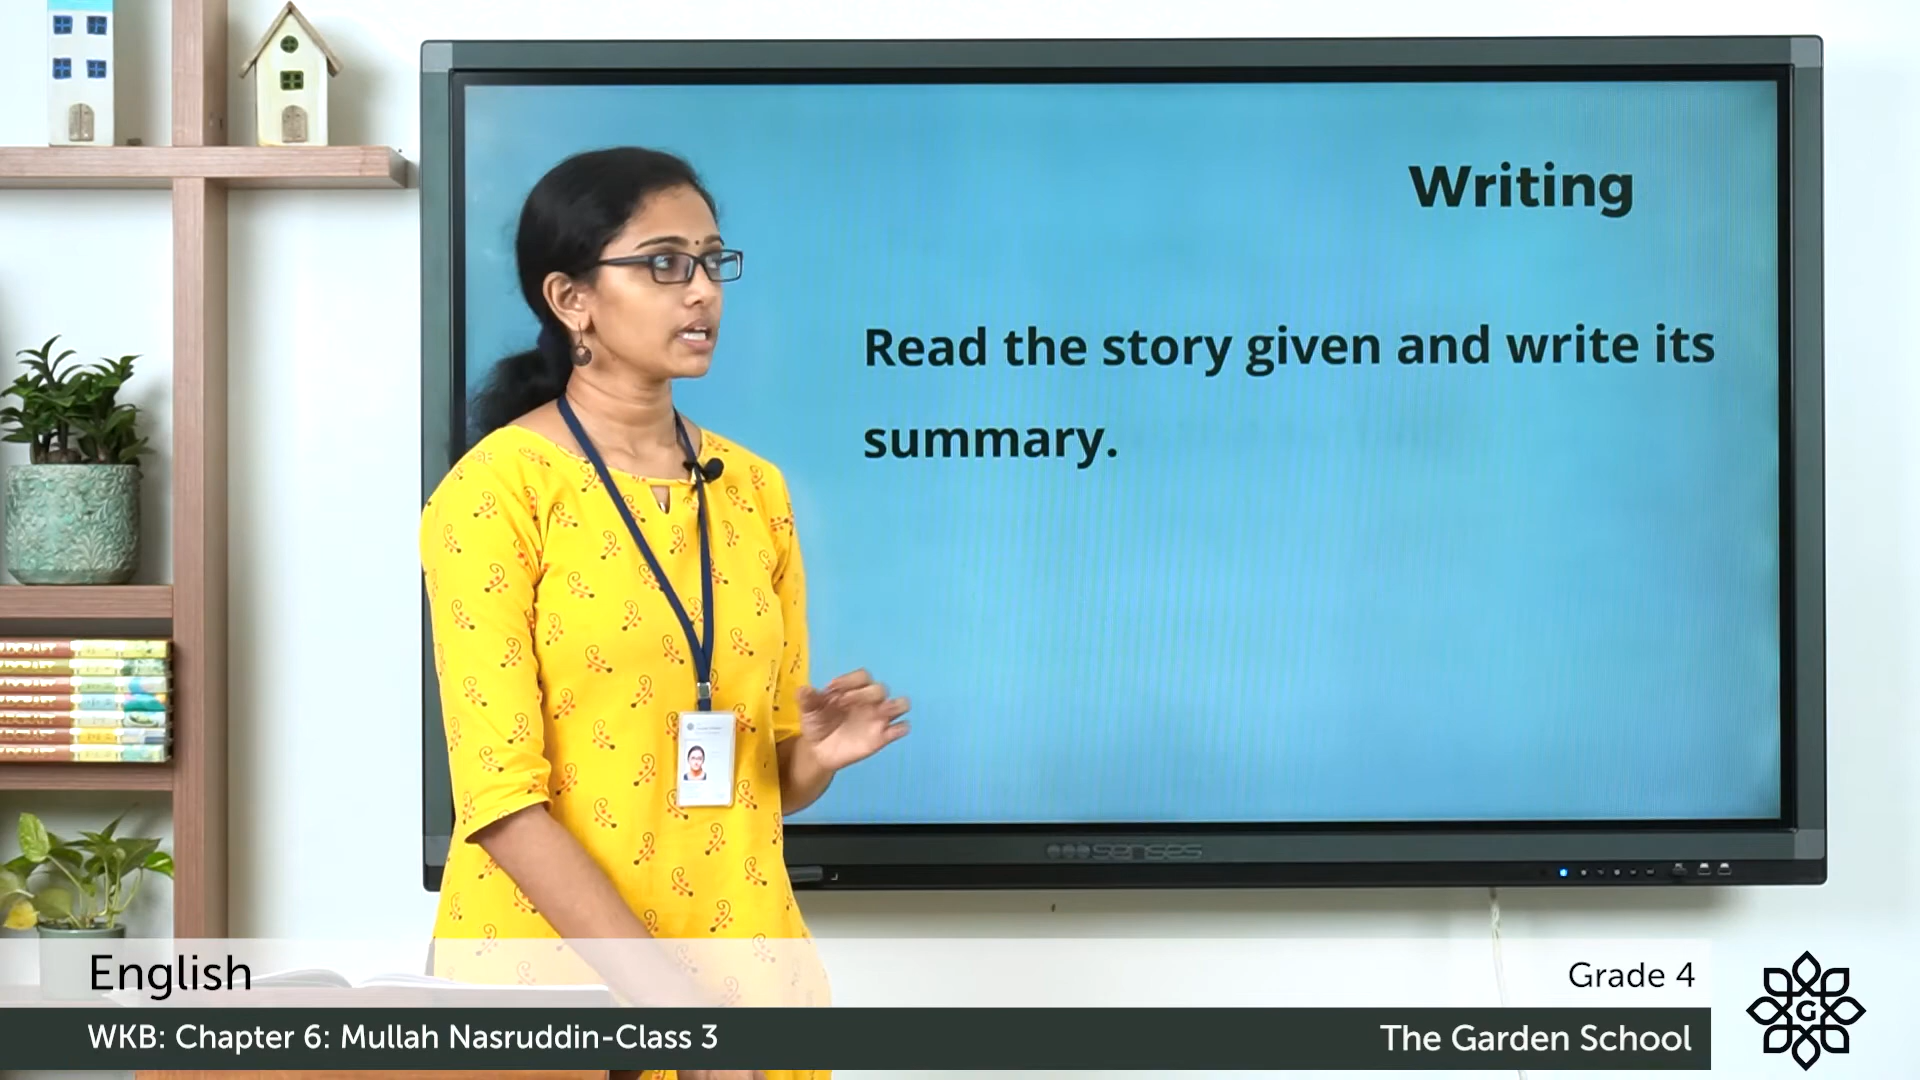 Writing
Read the story given and write its
summary.
senses
English
Grade 4
WKB: Chapter 6: Mullah Nasruddin-Class 3
The Garden School
G